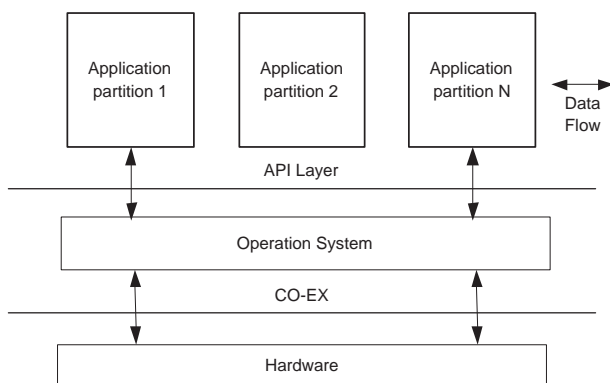 Application
partition 1
Application
partition 2
Application
partition N
Data
Flow
API Layer
Operation System
CO-EX
Hardware